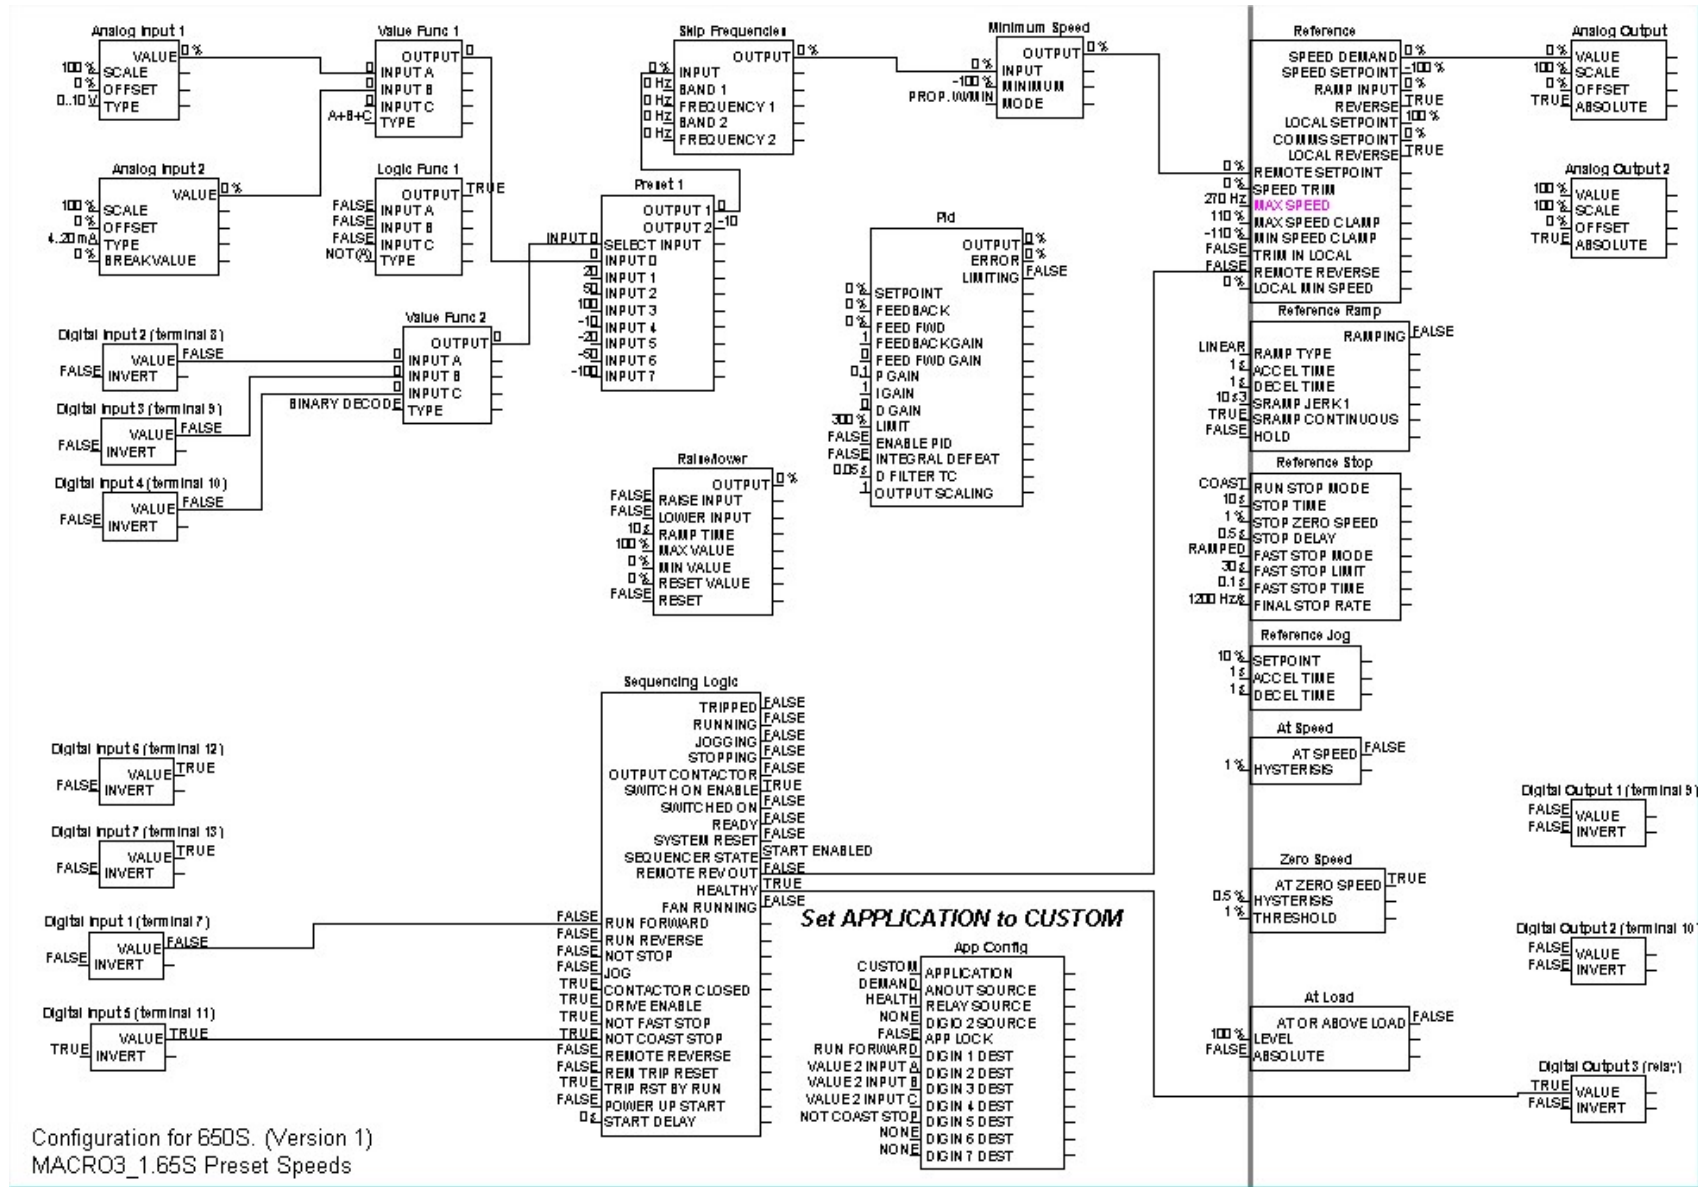 Analog Input 1
VALUE 0 %
100 % SCALE
0 % OFFSET
0..10 V TYPE
Value Func 1
OUTPUT 0
0 INPUT A
0 INPUT B
0 INPUT C
A+B+C TYPE
Skip Frequencies
OUTPUT 0 %
0 % INPUT
0 Hz BAND 1
0 Hz FREQUENCY 1
0 Hz BAND 2
0 Hz FREQUENCY 2
Minimum Speed
OUTPUT 0 %
0 % INPUT
-100 % MINIMUM
PROP. W/MIN MODE
Reference
SPEED DEMAND 0 %
SPEED SETPOINT -100 %
RAMP INPUT 0 %
REVERSE TRUE
LOCAL SETPOINT 100 %
COMMS SETPOINT 0 %
LOCAL REVERSE TRUE
0 % REMOTE SETPOINT
0 % SPEED TRIM
270 Hz MAX SPEED
110 % MAX SPEED CLAMP
-110 % MIN SPEED CLAMP
FALSE TRIM IN LOCAL
FALSE REMOTE REVERSE
0 % LOCAL MIN SPEED
Analog Output
0 % VALUE
100 % SCALE
0 % OFFSET
TRUE ABSOLUTE
Analog Input 2
VALUE 0 %
100 % SCALE
0 % OFFSET
4..20 mA TYPE
0 % BREAK VALUE
Logic Func 1
OUTPUT TRUE
FALSE INPUT A
FALSE INPUT B
FALSE INPUT C
NOT(A) TYPE
Preset 1
OUTPUT 1 0
OUTPUT 2 -10
INPUT 0 SELECT INPUT
0 INPUT 0
20 INPUT 1
50 INPUT 2
100 INPUT 3
-10 INPUT 4
-20 INPUT 5
-50 INPUT 6
-100 INPUT 7
Pid
OUTPUT 0 %
ERROR 0 %
LIMITING FALSE
0 % SETPOINT
0 % FEEDBACK
0 % FEED FWD
1 FEEDBACK GAIN
0 FEED FWD GAIN
0.1 P GAIN
1 I GAIN
0 D GAIN
300 % LIMIT
FALSE ENABLE PID
FALSE INTEGRAL DEFEAT
0.05 s D FILTER TC
1 OUTPUT SCALING
Analog Output 2
100 % VALUE
100 % SCALE
0 % OFFSET
TRUE ABSOLUTE
Digital Input 2 (terminal 8)
VALUE FALSE
FALSE INVERT
Value Func 2
OUTPUT 0
0 INPUT A
0 INPUT B
0 INPUT C
BINARY DECODE TYPE
Digital Input 3 (terminal 9)
VALUE FALSE
FALSE INVERT
Digital Input 4 (terminal 10)
VALUE FALSE
FALSE INVERT
Reference Ramp
RAMPING FALSE
LINEAR RAMP TYPE
1 s ACCEL TIME
1 s DECEL TIME
10 s3 SRAMP JERK 1
TRUE SRAMP CONTINUOUS
FALSE HOLD
Raise/lower
OUTPUT 0 %
FALSE RAISE INPUT
FALSE LOWER INPUT
10 s RAMP TIME
100 % MAX VALUE
0 % MIN VALUE
0 % RESET VALUE
FALSE RESET
Reference Stop
COAST RUN STOP MODE
10 s STOP TIME
1 % STOP ZERO SPEED
0.5 s STOP DELAY
RAMPED FAST STOP MODE
30 s FAST STOP LIMIT
0.1 s FAST STOP TIME
1200 Hz/s FINAL STOP RATE
Reference Jog
10 % SETPOINT
1 s ACCEL TIME
1 s DECEL TIME
Sequencing Logic
TRIPPED FALSE
RUNNING FALSE
JOGGING FALSE
STOPPING FALSE
OUTPUT CONTACTOR FALSE
SWITCH ON ENABLE TRUE
SWITCHED ON FALSE
READY FALSE
SYSTEM RESET FALSE
SEQUENCER STATE START ENABLED
REMOTE REV OUT FALSE
HEALTHY TRUE
FAN RUNNING FALSE
FALSE RUN FORWARD
FALSE RUN REVERSE
FALSE NOT STOP
FALSE JOG
TRUE CONTACTOR CLOSED
TRUE DRIVE ENABLE
TRUE NOT FAST STOP
TRUE NOT COAST STOP
FALSE REMOTE REVERSE
FALSE REM TRIP RESET
TRUE TRIP RST BY RUN
FALSE POWER UP START
0 s START DELAY
At Speed
AT SPEED FALSE
1 % HYSTERISIS
Digital Input 6 (terminal 12)
VALUE TRUE
FALSE INVERT
Digital Input 7 (terminal 13)
VALUE TRUE
FALSE INVERT
Digital Output 1 (terminal 9)
FALSE VALUE
FALSE INVERT
Zero Speed
AT ZERO SPEED TRUE
0.5 % HYSTERISIS
1 % THRESHOLD
Digital Input 1 (terminal 7)
VALUE FALSE
FALSE INVERT
Set APPLICATION to CUSTOM
App Config
CUSTOM APPLICATION
DEMAND ANOUT SOURCE
HEALTH RELAY SOURCE
NONE DIGIO 2 SOURCE
FALSE APP LOCK
RUN FORWARD DIGIN 1 DEST
VALUE 2 INPUT A DIGIN 2 DEST
VALUE 2 INPUT B DIGIN 3 DEST
VALUE 2 INPUT C DIGIN 4 DEST
NOT COAST STOP DIGIN 5 DEST
NONE DIGIN 6 DEST
NONE DIGIN 7 DEST
Digital Output 2 (terminal 10
FALSE VALUE
FALSE INVERT
Digital Input 5 (terminal 11)
VALUE TRUE
TRUE INVERT
At Load
AT OR ABOVE LOAD FALSE
100 % LEVEL
FALSE ABSOLUTE
Digital Output 3 (relay)
TRUE VALUE
FALSE INVERT
Configuration for 650S. (Version 1)
MACRO3_1.65S Preset Speeds